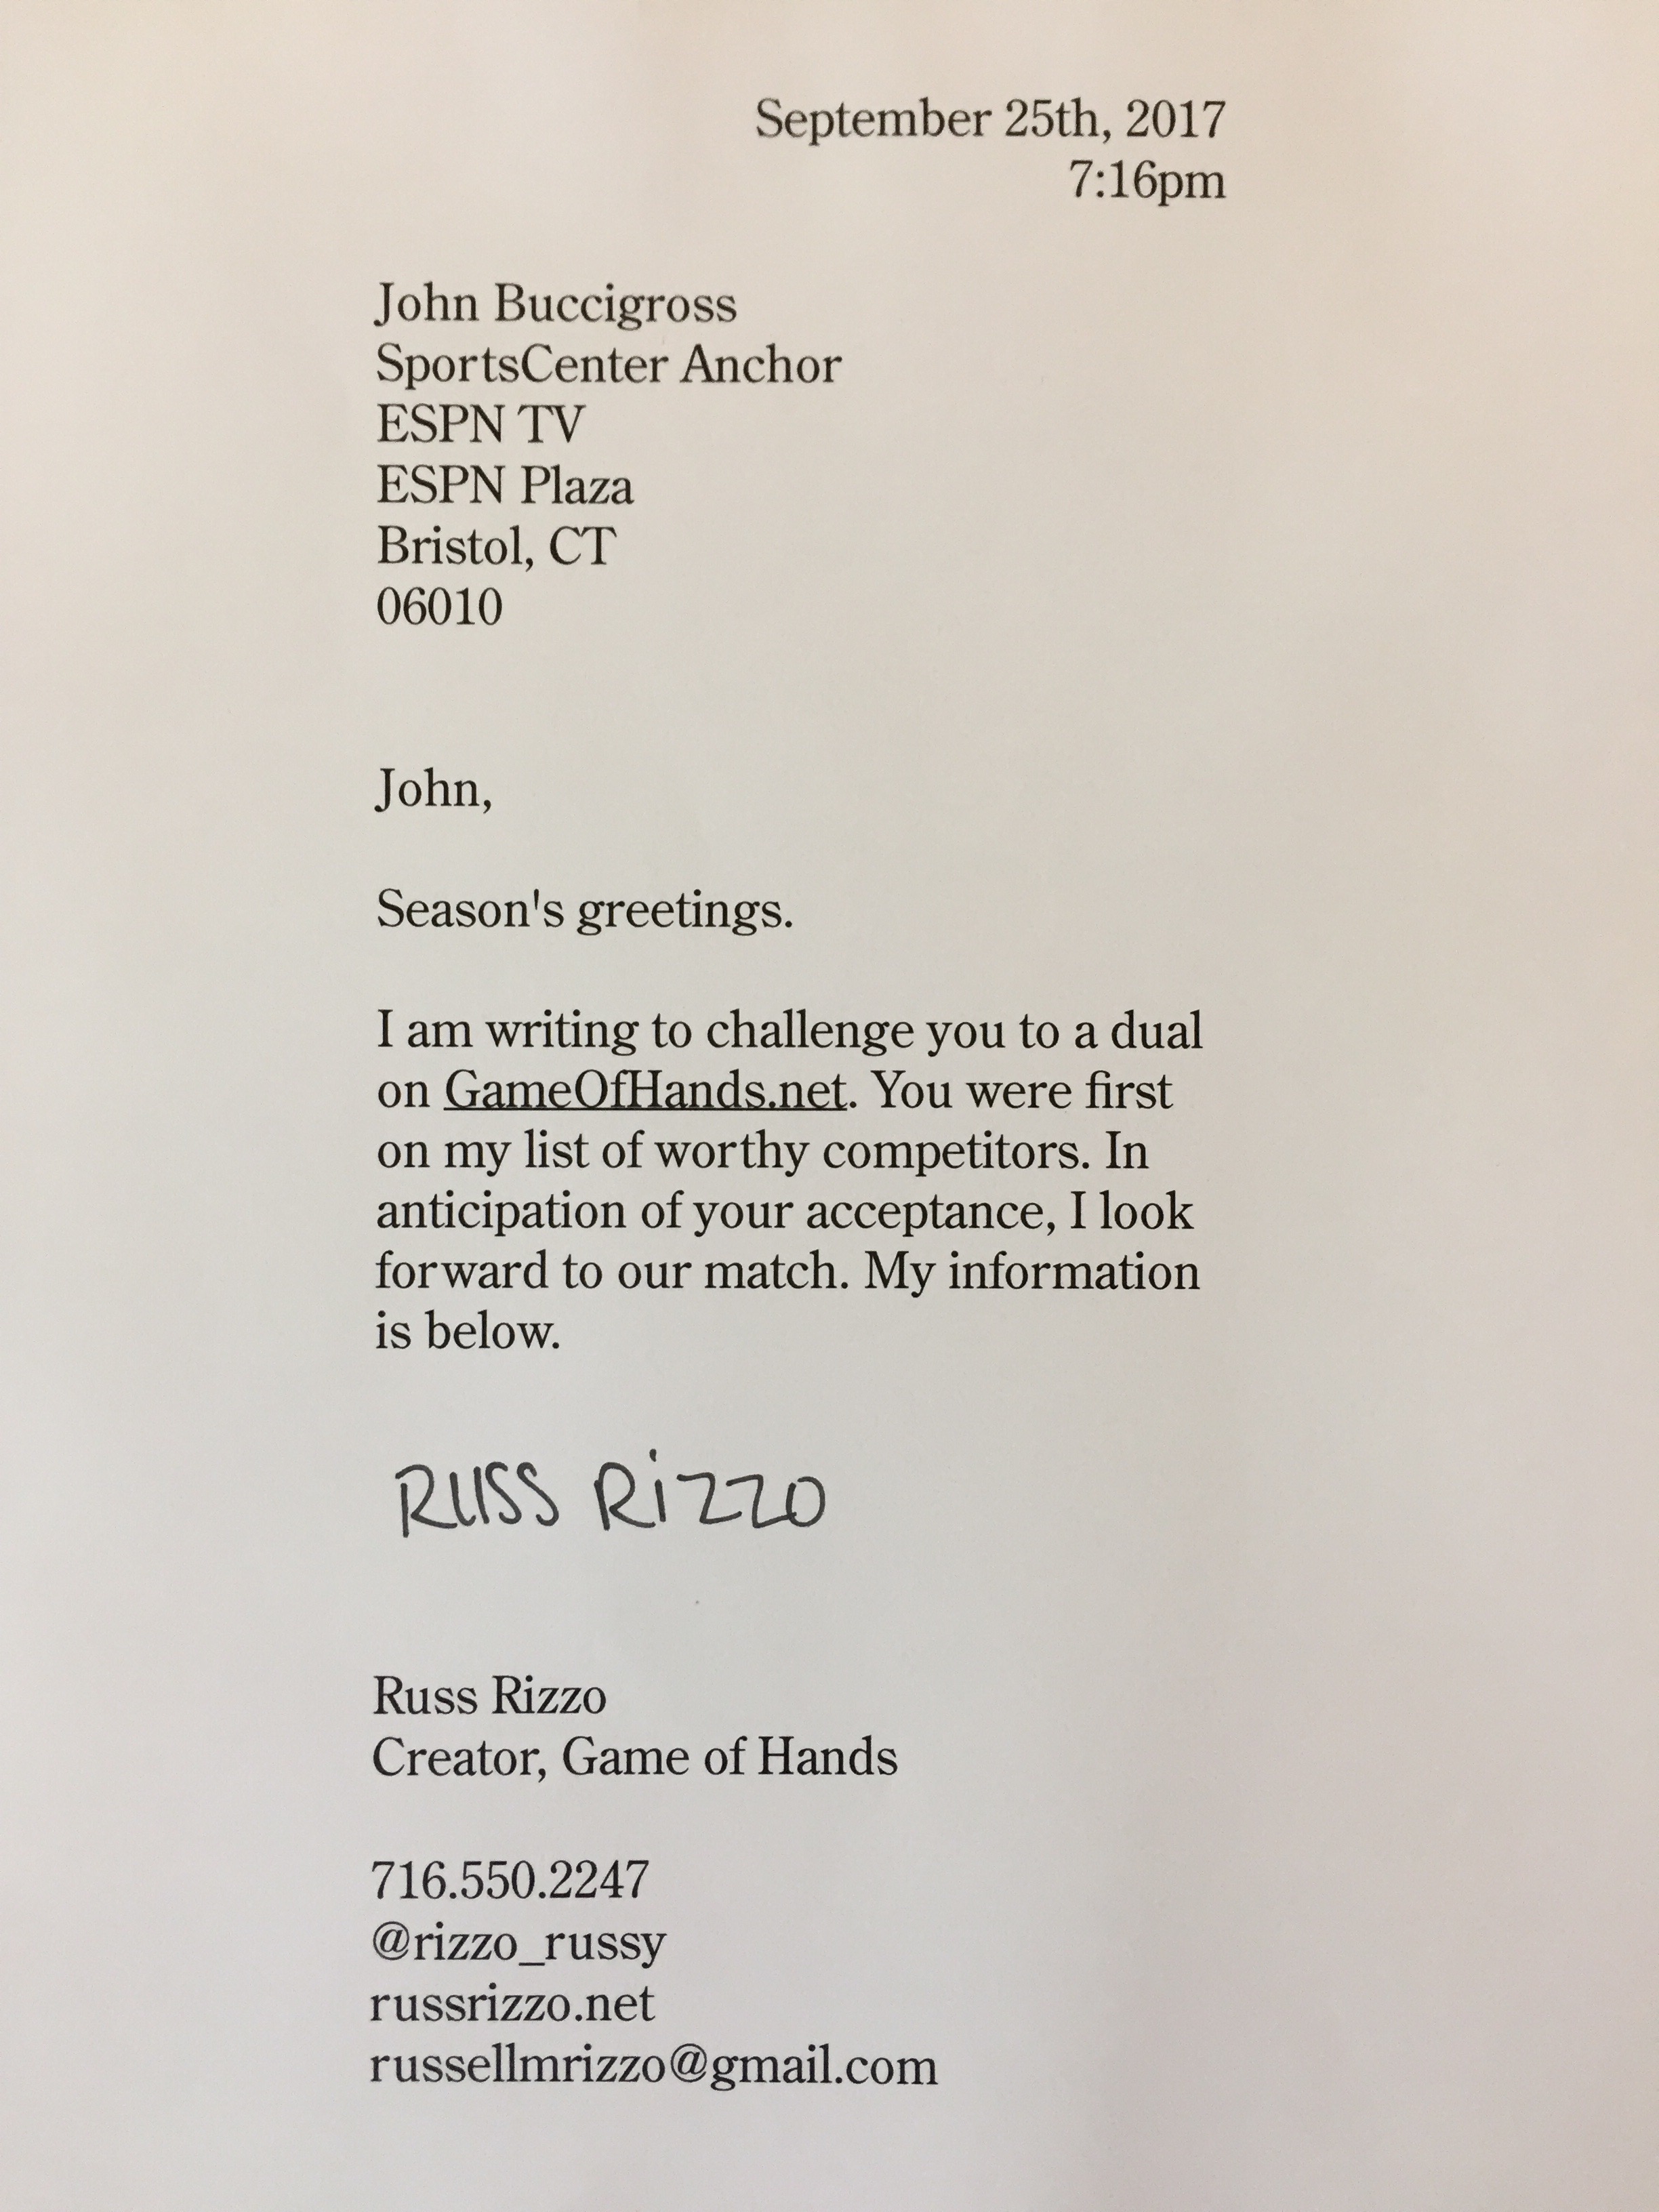 September 25th, 2017
7:16pm
John Buccigross
SportsCenter Anchor
ESPN TV
ESPN Plaza
Bristol, CT
06010
John,
Season's greetings.
I am writing to challenge you to a dual
on GameOfHands.net. You were first
on my list of worthy competitors. In
anticipation of your acceptance, I look
forward to our match. My information
is below.
RUSS RiZZO
Russ Rizzo
Creator, Game of Hands
716.550.2247
@rizzo_russy
russrizzo.net
russellmrizzo@gmail.com